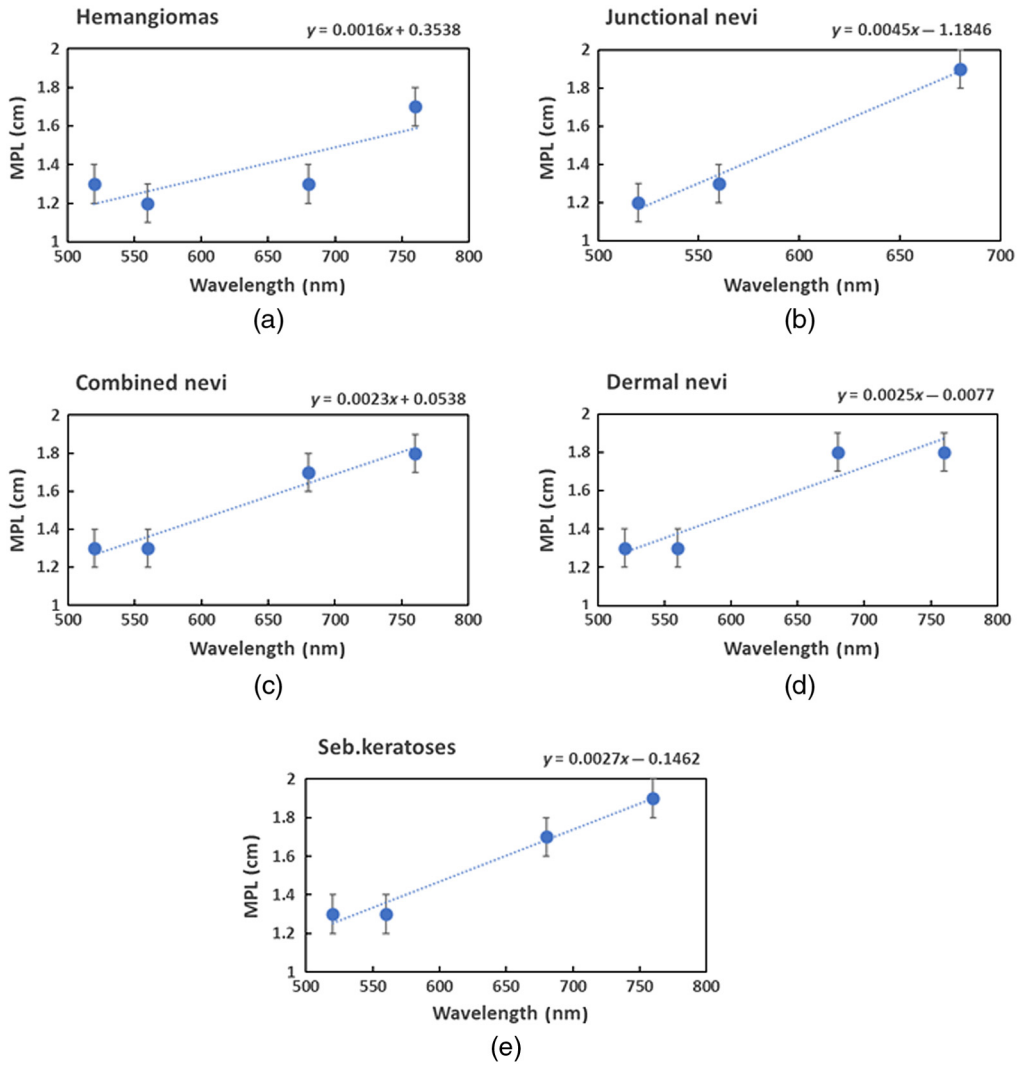 Hemangiomas
y = 0.0016x + 0.3538
MPL (cm)
2
1.8
1.6
1.4
1.2
1
500 550 600 650 700 750 800
Wavelength (nm)
(a)
Junctional nevi
y = 0.0045x — 1.1846
MPL (cm)
2
1.8
1.6
1.4
1.2
1
500 550 600 650 700
Wavelength (nm)
(b)
Combined nevi
y = 0.0023x + 0.0538
MPL (cm)
2
1.8
1.6
1.4
1.2
1
500 550 600 650 700 750 800
Wavelength (nm)
(c)
Dermal nevi
y = 0.0025x — 0.0077
MPL (cm)
2
1.8
1.6
1.4
1.2
1
500 550 600 650 700 750 800
Wavelength (nm)
(d)
Seb.keratoses
y = 0.0027x — 0.1462
MPL (cm)
2
1.8
1.6
1.4
1.2
1
500 550 600 650 700 750 800
Wavelength (nm)
(e)